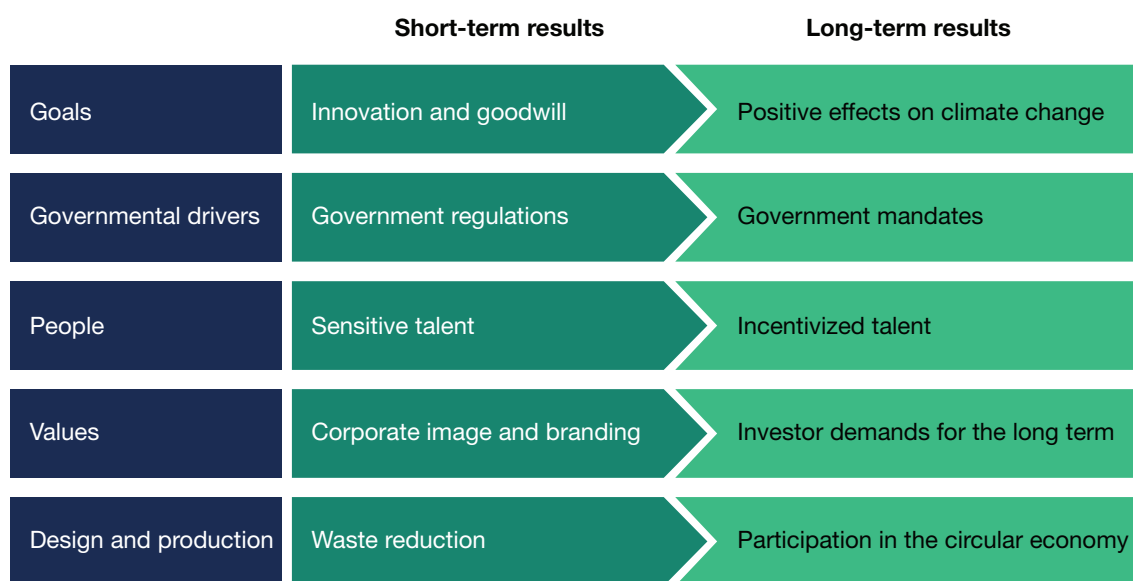 Short-term results Long-term results
Goals Innovation and goodwill Positive effects on climate change
Governmental drivers Government regulations Government mandates
People Sensitive talent Incentivized talent
Values Corporate image and branding Investor demands for the long term
Design and production Waste reduction Participation in the circular economy